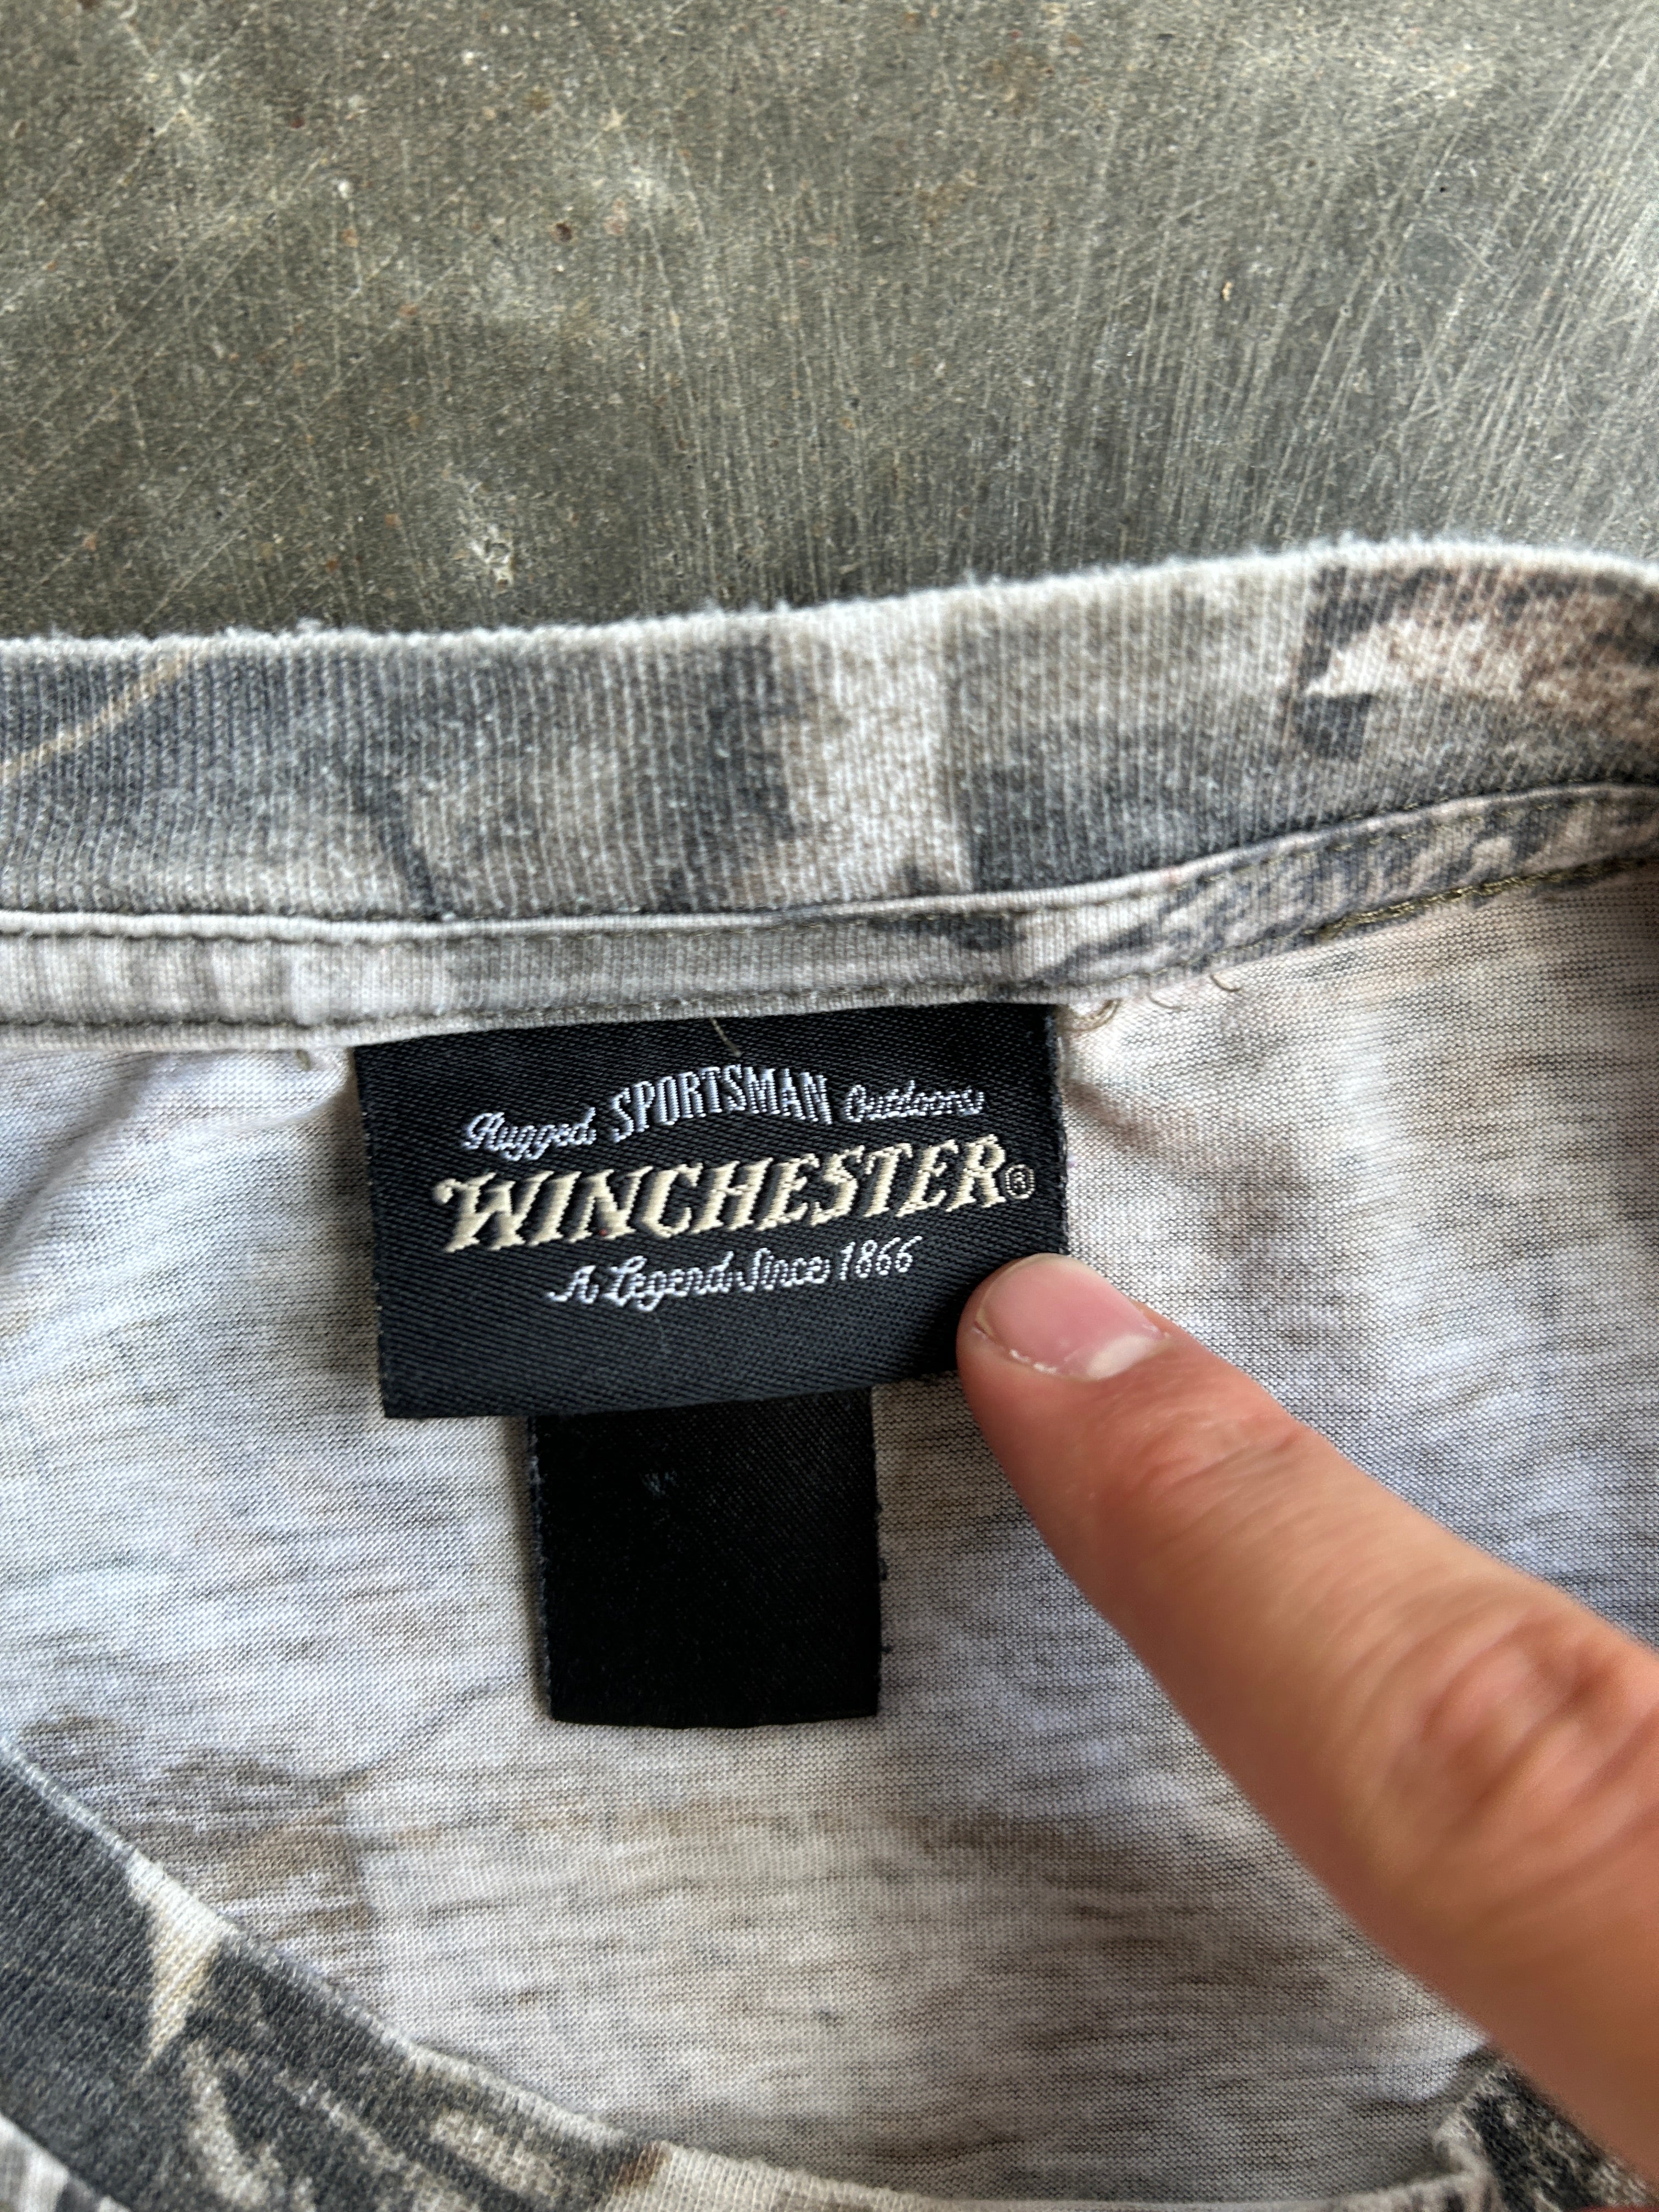 Rugged SPORTSMAN Outdoors
WINCHESTER®
A Legend Since 1866